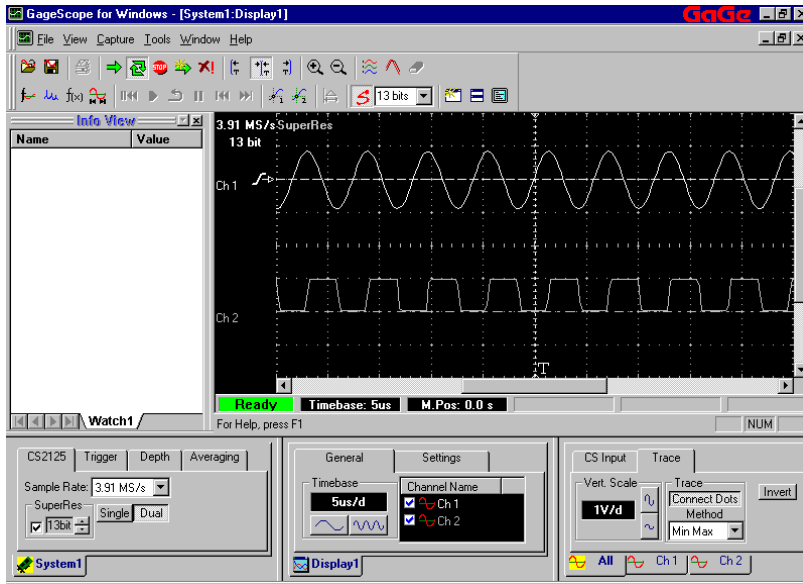 GageScope for Windows - [System1:Display1]
GaGe
File View Capture Tools Window Help
f(x)
STOP
13 bits
Info View
Name Value
3.91 MS/s SuperRes
13 bit
Ch 1
Ch 2
T
Ready Timebase: 5us M.Pos: 0.0 s
Watch1
For Help, press F1
NUM
CS2125 Trigger Depth Averaging
Sample Rate: 3.91 MS/s
SuperRes
13bit
Single Dual
System1
General Settings
Timebase
5us/d
Channel Name
Ch 1
Ch 2
Display1
CS Input Trace
Vert. Scale
1V/d
Trace
Connect Dots
Method
Min Max
Invert
All Ch 1 Ch 2